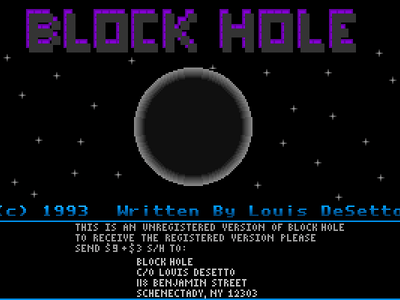 BLOCK HOLE
(c) 1993 Written By Louis DeSetto
THIS IS AN UNREGISTERED VERSION OF BLOCK HOLE
TO RECEIVE THE REGISTERED VERSION PLEASE
SEND $9+$3 S/H TO:
BLOCK HOLE
C/O LOUIS DESETTO
118 BENJAMIN STREET
SCHENECTADY, NY 12303